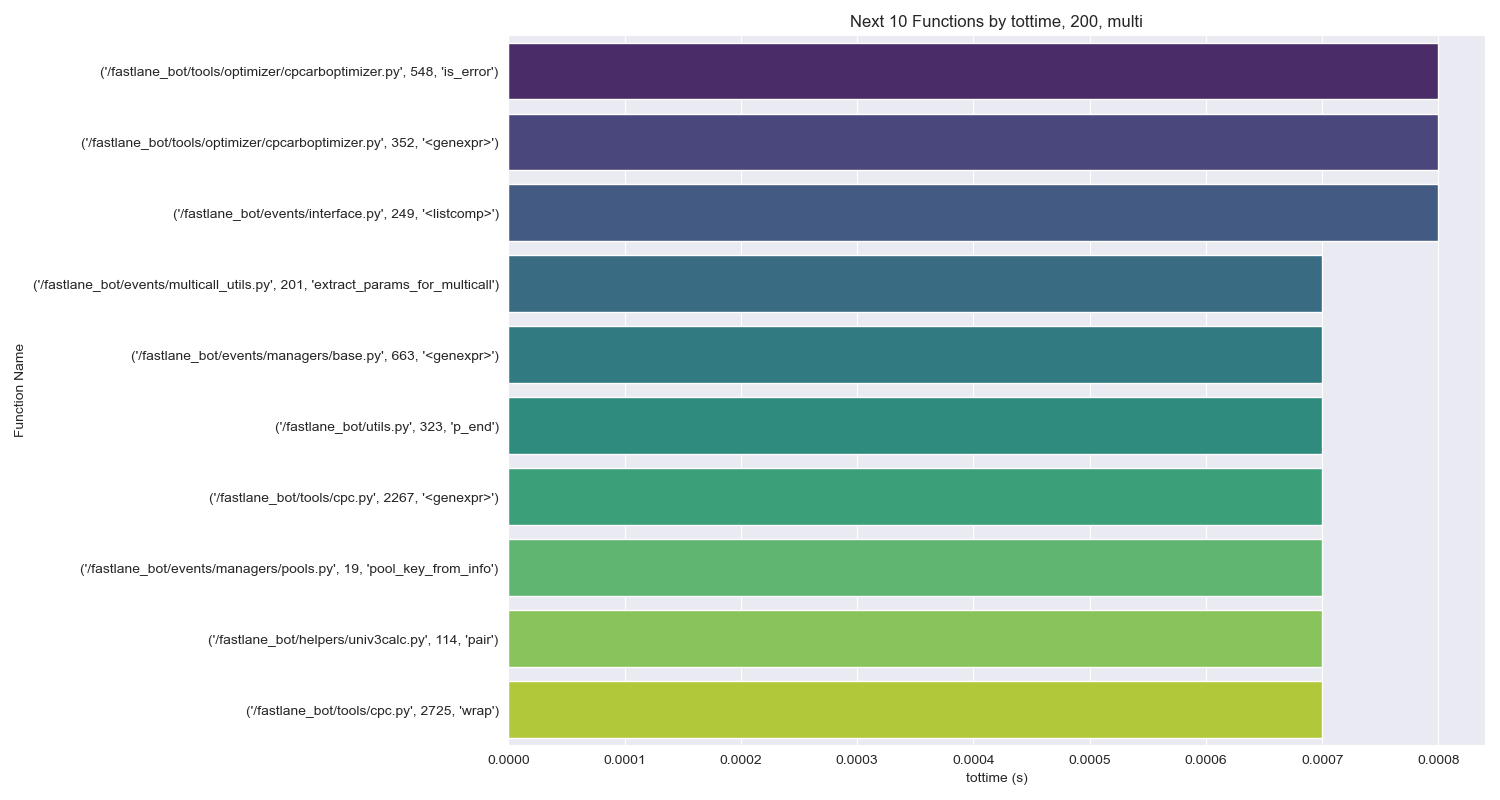 Next 10 Functions by tottime, 200, multi
('/fastlane_bot/tools/optimizer/cpcarboptimizer.py', 548, 'is_error')
('/fastlane_bot/tools/optimizer/cpcarboptimizer.py', 352, '<genexpr>')
('/fastlane_bot/events/interface.py', 249, '<listcomp>')
('/fastlane_bot/events/multicall_utils.py', 201, 'extract_params_for_multicall')
('/fastlane_bot/events/managers/base.py', 663, '<genexpr>')
('/fastlane_bot/utils.py', 323, 'p_end')
('/fastlane_bot/tools/cpc.py', 2267, '<genexpr>')
('/fastlane_bot/events/managers/pools.py', 19, 'pool_key_from_info')
('/fastlane_bot/helpers/univ3calc.py', 114, 'pair')
('/fastlane_bot/tools/cpc.py', 2725, 'wrap')
Function Name
0.0000 0.0001 0.0002 0.0003 0.0004 0.0005 0.0006 0.0007 0.0008
tottime (s)